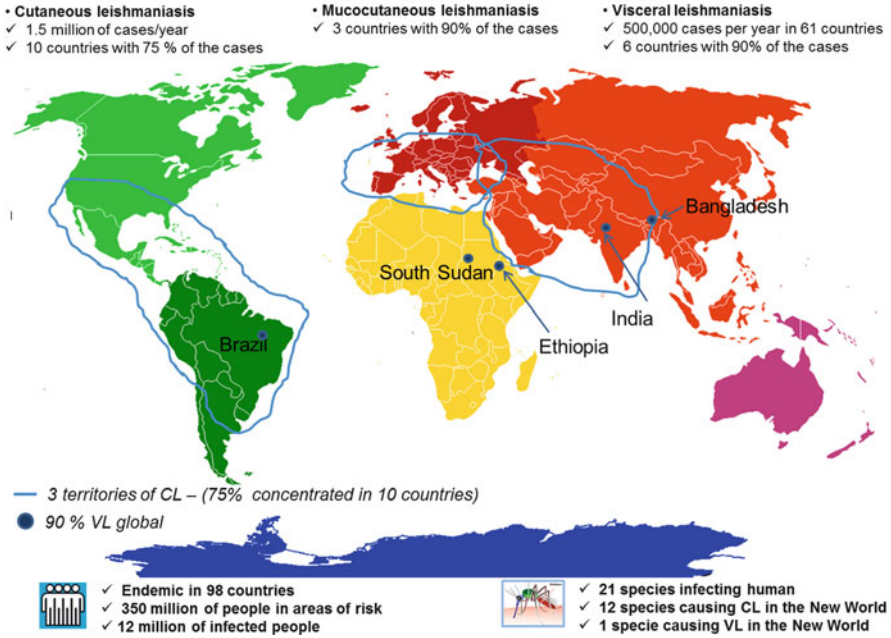 • Cutaneous leishmaniasis
✓ 1.5 million of cases/year
✓ 10 countries with 75 % of the cases
• Mucocutaneous leishmaniasis
✓ 3 countries with 90% of the cases
• Visceral leishmaniasis
✓ 500,000 cases per year in 61 countries
✓ 6 countries with 90% of the cases
Bangladesh
South Sudan
India
Ethiopia
Brazil
3 territories of CL – (75% concentrated in 10 countries)
90 % VL global
✓ Endemic in 98 countries
✓ 350 million of people in areas of risk
✓ 12 million of infected people
✓ 21 species infecting human
✓ 12 species causing CL in the New World
✓ 1 specie causing VL in the New World